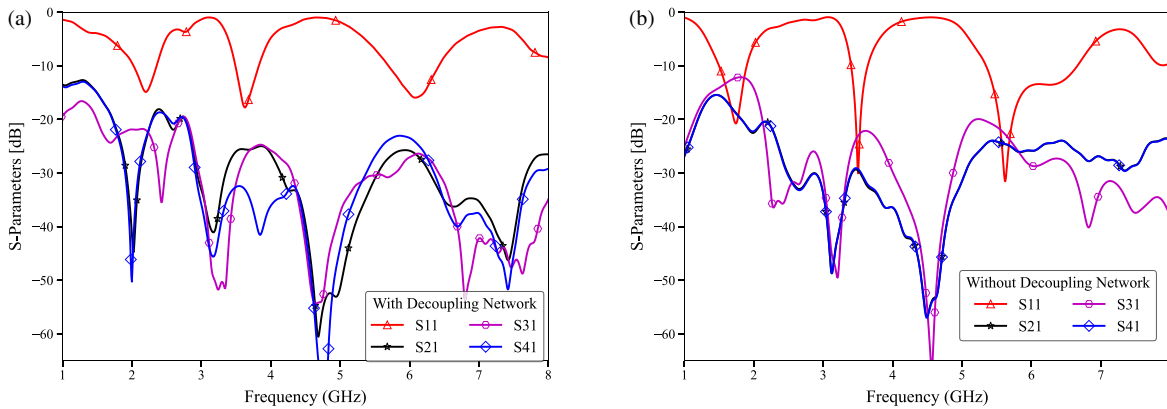 (a)
0
−10
−20
−30
−40
−50
−60
S-Parameters [dB]
1 2 3 4 5 6 7 8
Frequency (GHz)
With Decoupling Network
S11 S31
S21 S41
(b)
0
−10
−20
−30
−40
−50
−60
S-Parameters [dB]
1 2 3 4 5 6 7
Frequency (GHz)
Without Decoupling Network
S11 S31
S21 S41